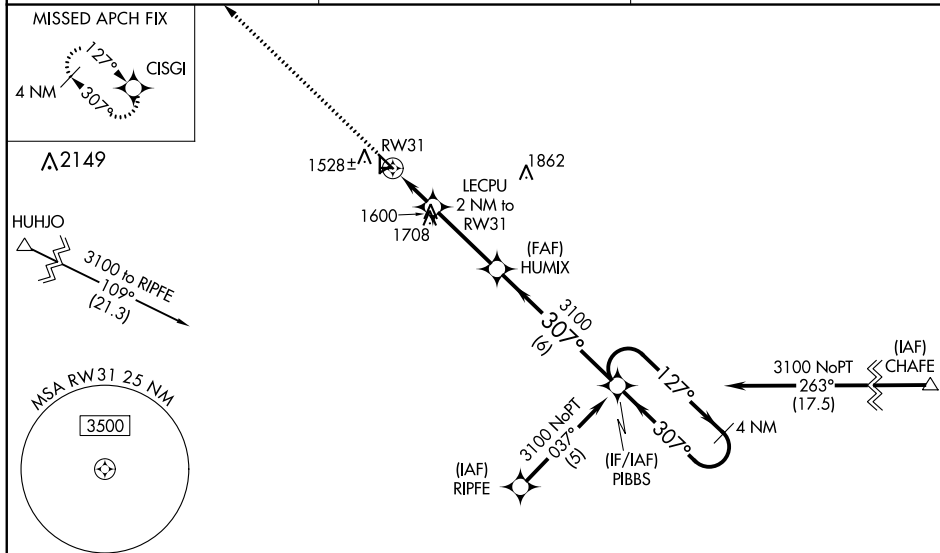 MISSED APCH FIX
127°
CISGI
4 NM
307°
2149
HUHJO
3100 to RIPFE
109°
(21.3)
MSA RW31 25 NM
3500
RW31
1528±
1862
LECPU
2 NM to
RW31
1600
1708
(FAF)
HUMIX
3100
307°
(6)
127°
307°
4 NM
3100 NoPT
263°
(17.5)
(IAF)
CHAFE
3100 NoPT
037°
(5)
(IAF)
RIPFE
(IF/IAF)
PIBBS